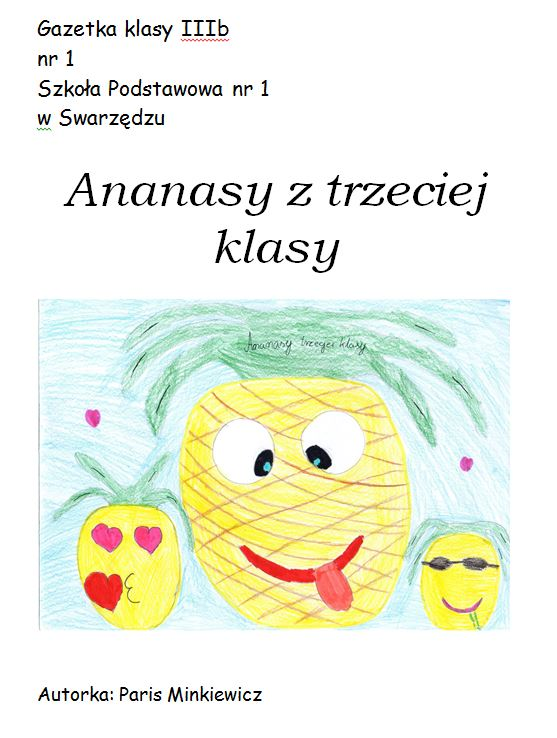 Gazetka klasy IIIb
nr 1
Szkoła Podstawowa nr 1
w Swarzędzu
Ananasy z trzeciej
klasy
Ananasy trzeciej klasy
Autorka: Paris Minkiewicz